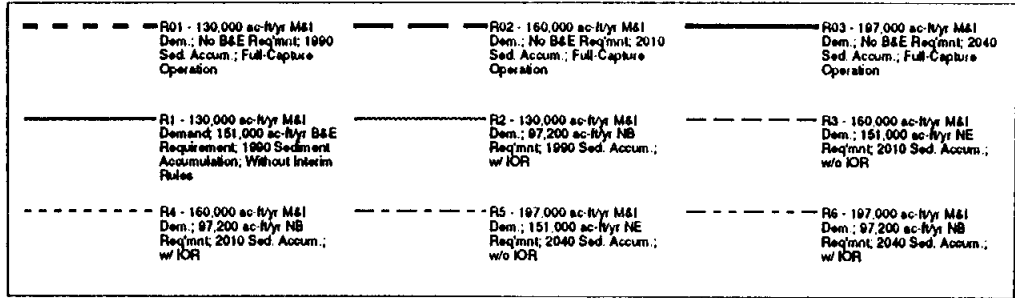 R01 - 130,000 ac-ft/yr M&I
Dem.; No B&E Req'mnt; 1990
Sed. Accum.; Full-Capture
Operation
R02 - 160,000 ac-ft/yr M&I
Dem.; No B&E Req'mnt; 2010
Sed. Accum.; Full-Capture
Operation
R03 - 197,000 ac-ft/yr M&I
Dem.; No B&E Req'mnt; 2040
Sed. Accum.; Full-Capture
Operation
R1 - 130,000 ac-ft/yr M&I
Demand; 151,000 ac-ft/yr B&E
Requirement; 1990 Sediment
Accumulation; Without Interim
Rules
R2 - 130,000 ac-ft/yr M&I
Dem.; 97,200 ac-ft/yr NB
Req'mnt; 1990 Sed. Accum.;
w/ IOR
R3 - 160,000 ac-ft/yr M&I
Dem.; 151,000 ac-ft/yr NE
Req'mnt; 2010 Sed. Accum.;
w/o IOR
R4 - 160,000 ac-ft/yr M&I
Dem.; 97,200 ac-ft/yr NB
Req'mnt; 2010 Sed. Accum.;
w/ IOR
R5 - 197,000 ac-ft/yr M&I
Dem.; 151,000 ac-ft/yr NE
Req'mnt; 2040 Sed. Accum.;
w/o IOR
R6 - 197,000 ac-ft/yr M&I
Dem.; 97,200 ac-ft/yr NB
Req'mnt; 2040 Sed. Accum.;
w/ IOR